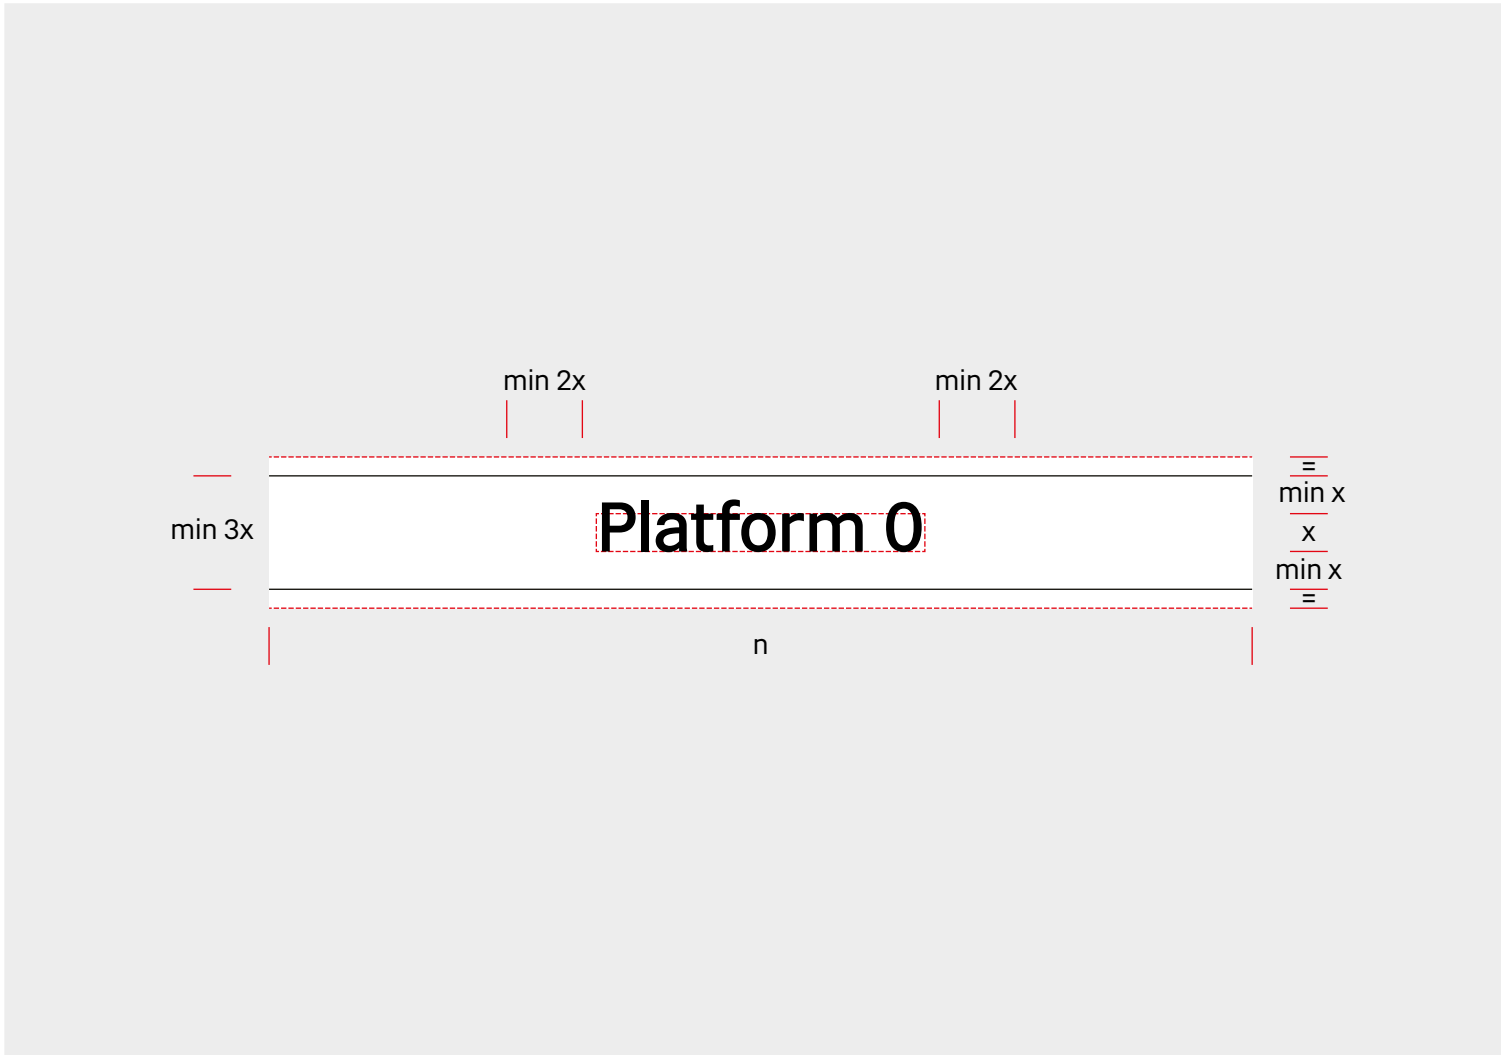 min 2x
min 2x
=
min x
min 3x
Platform 0
x
min x
=
n